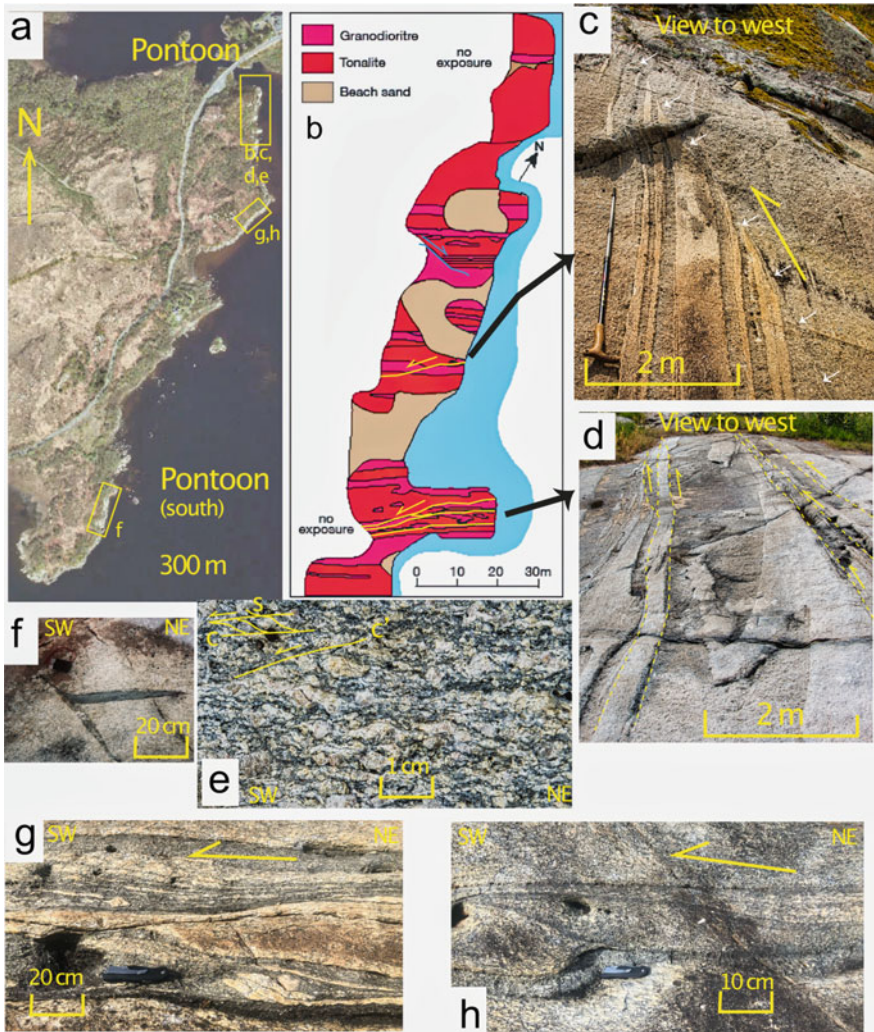 a
Pontoon
N
b,c,
d,e
g,h
Pontoon
(south)
f
300 m
Granodioritre
Tonalite
Beach sand
no
exposure
b
N
no
exposure
0 10 20 30m
c
View to west
2 m
d
View to west
2 m
f
SW NE
20 cm
e
S
C
C'
1 cm
SW NE
g
SW NE
20 cm
h
SW NE
10 cm